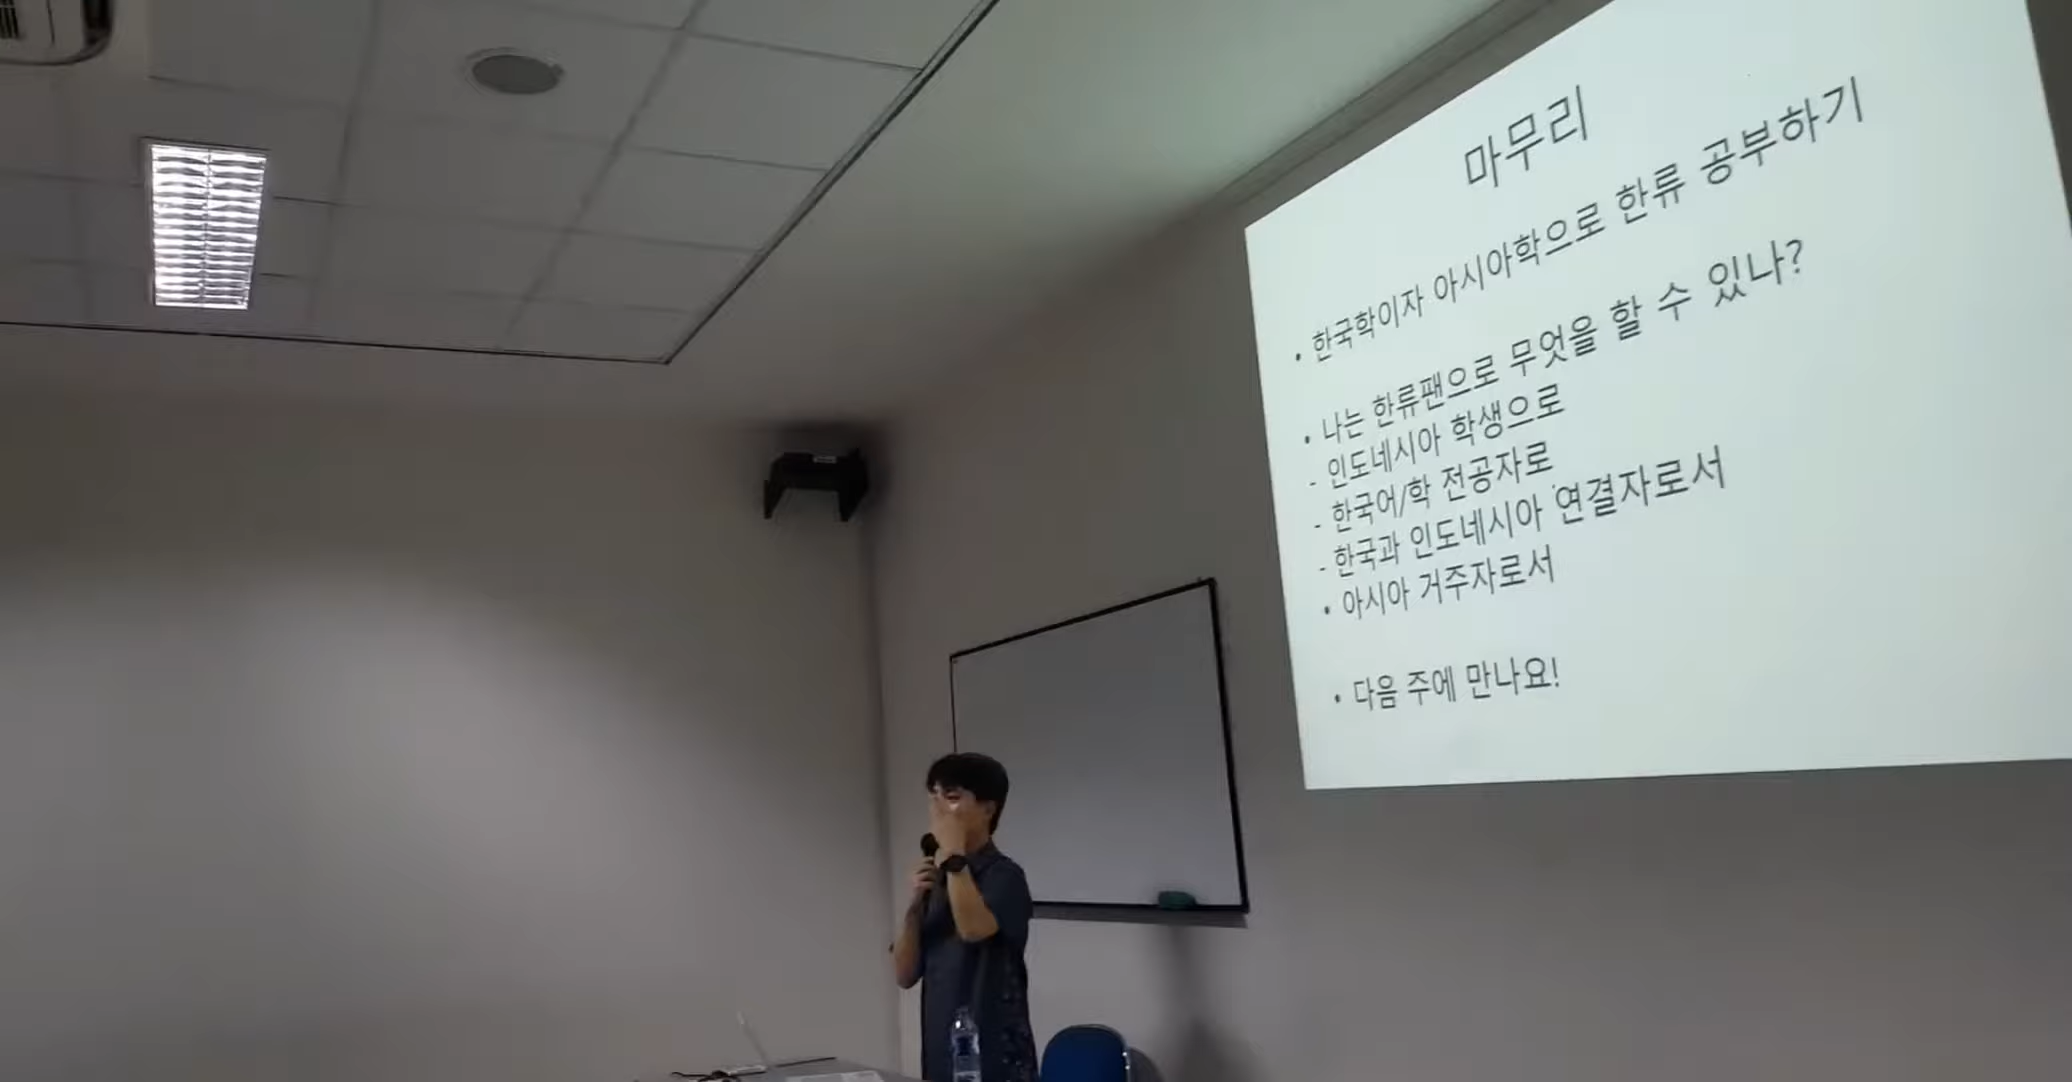 마무리
• 한국학이자 아시아학으로 한류 공부하기
• 나는 한류팬으로 무엇을 할 수 있나?
- 인도네시아 학생으로
- 한국어/학 전공자로
- 한국과 인도네시아 연결자로서
• 아시아 거주자로서
• 다음 주에 만나요!